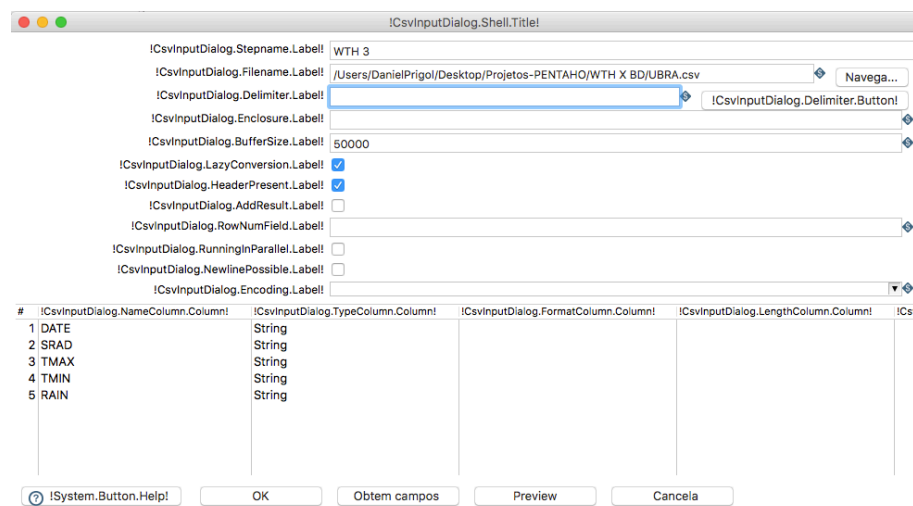 !CsvInputDialog.Shell.Title!
!CsvInputDialog.Stepname.Label! WTH 3
!CsvInputDialog.Filename.Label! /Users/DanielPrigol/Desktop/Projetos-PENTAHO/WTH X BD/UBRA.csv Navega...
!CsvInputDialog.Delimiter.Label! !CsvInputDialog.Delimiter.Button!
!CsvInputDialog.Enclosure.Label!
!CsvInputDialog.BufferSize.Label! 50000
!CsvInputDialog.LazyConversion.Label!
!CsvInputDialog.HeaderPresent.Label!
!CsvInputDialog.AddResult.Label!
!CsvInputDialog.RowNumField.Label!
!CsvInputDialog.RunningInParallel.Label!
!CsvInputDialog.NewlinePossible.Label!
!CsvInputDialog.Encoding.Label!
# !CsvInputDialog.NameColumn.Column! !CsvInputDialog.TypeColumn.Column! !CsvInputDialog.FormatColumn.Column! !CsvInputDialog.LengthColumn.Column! !Cs
1 DATE String
2 SRAD String
3 TMAX String
4 TMIN String
5 RAIN String
? !System.Button.Help! OK Obtem campos Preview Cancela